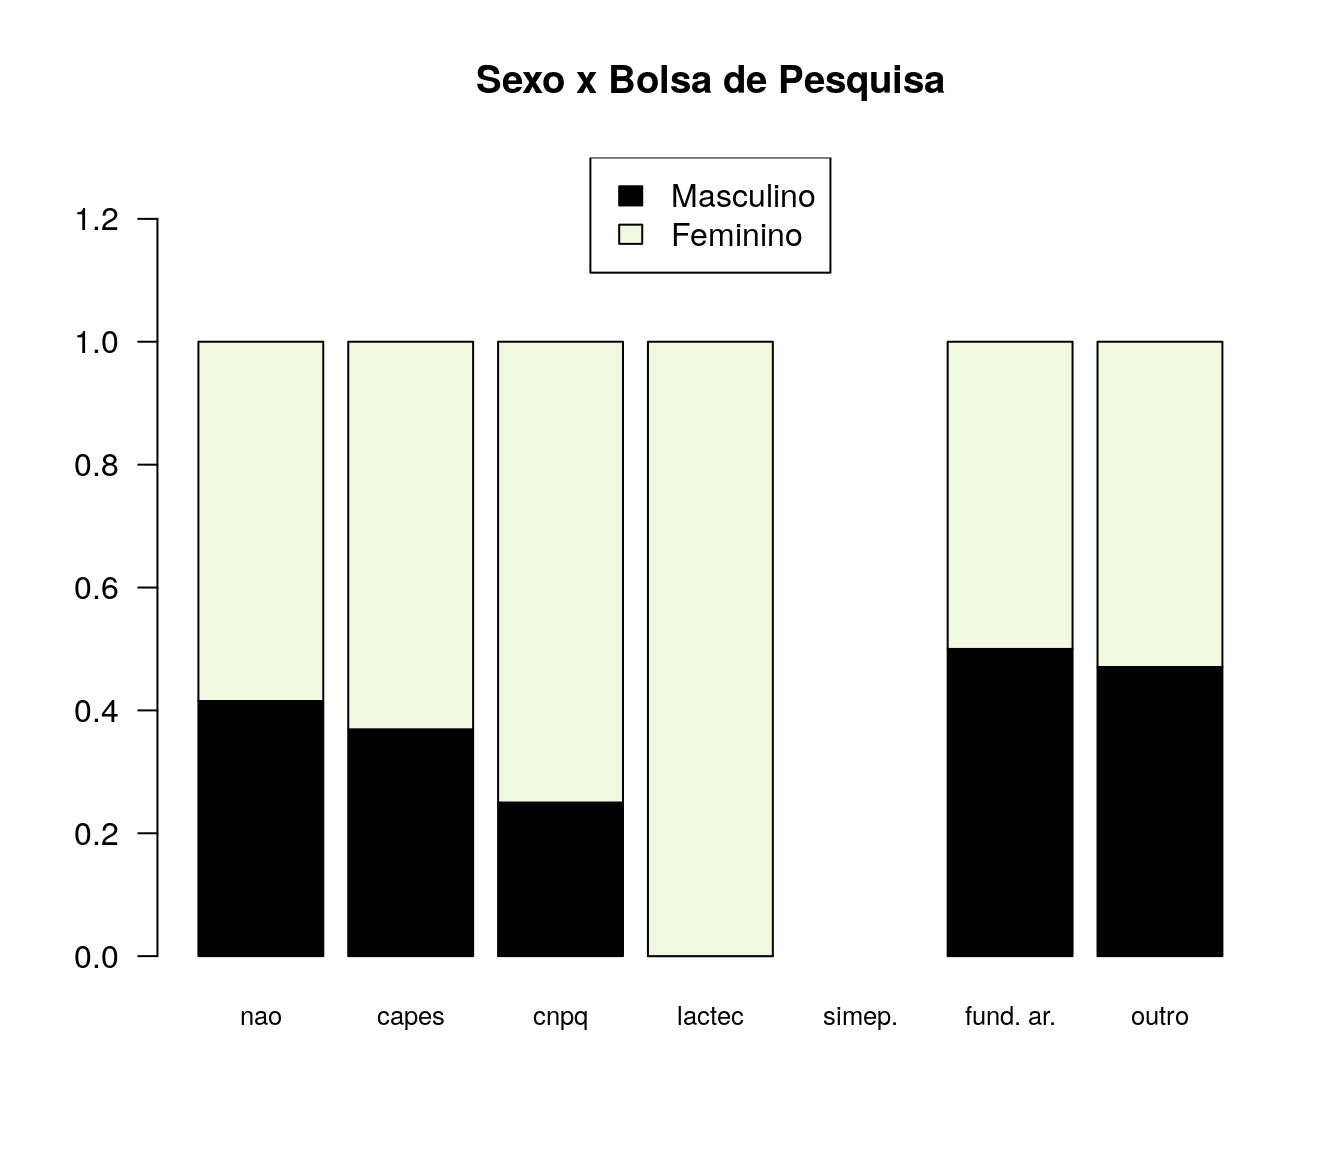 Sexo x Bolsa de Pesquisa
Masculino
Feminino
1.2
1.0
0.8
0.6
0.4
0.2
0.0
nao capes cnpq lactec simep. fund. ar. outro